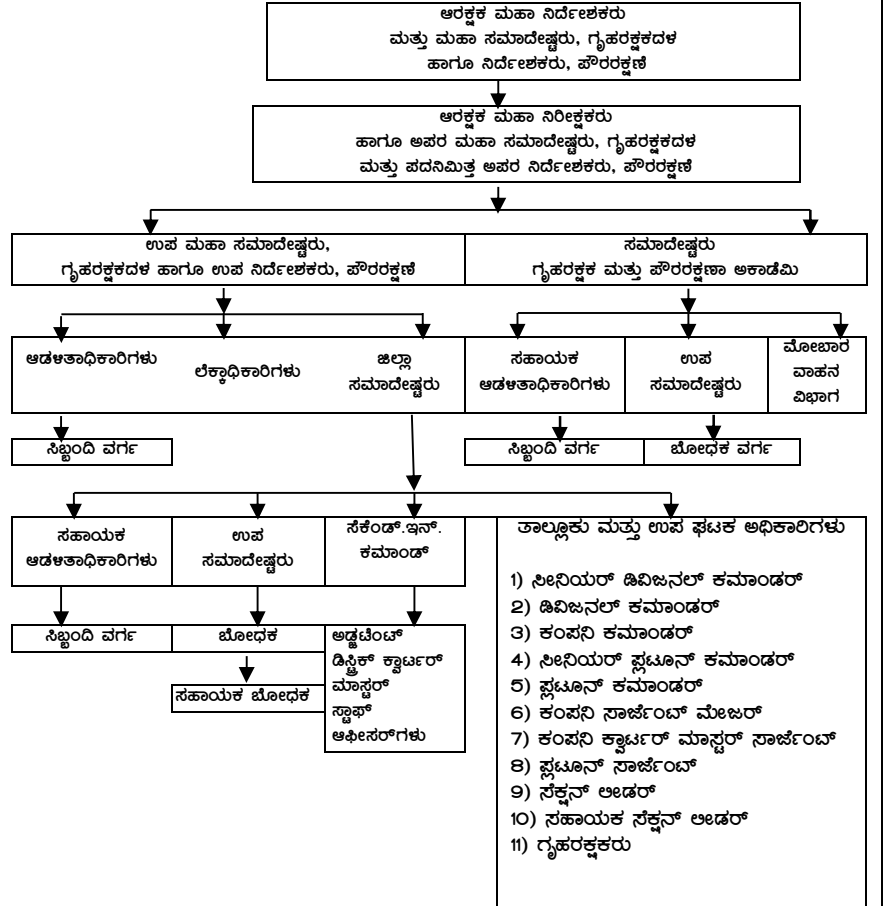 ಆರಕ್ಷಕ ಮಹಾ ನಿರ್ದೇಶಕರು
ಮತ್ತು ಮಹಾ ಸಮಾದೇಷ್ಟರು, ಗೃಹರಕ್ಷಕದಳ
ಹಾಗೂ ನಿರ್ದೇಶಕರು, ಪೌರರಕ್ಷಣೆ
ಆರಕ್ಷಕ ಮಹಾ ನಿರೀಕ್ಷಕರು
ಹಾಗೂ ಅಪರ ಮಹಾ ಸಮಾದೇಷ್ಟರು, ಗೃಹರಕ್ಷಕದಳ
ಮತ್ತು ಪದನಿಮಿತ್ತ ಅಪರ ನಿರ್ದೇಶಕರು, ಪೌರರಕ್ಷಣೆ
ಉಪ ಮಹಾ ಸಮಾದೇಷ್ಟರು,
ಗೃಹರಕ್ಷಕದಳ ಹಾಗೂ ಉಪ ನಿರ್ದೇಶಕರು, ಪೌರರಕ್ಷಣೆ
ಸಮಾದೇಷ್ಟರು
ಗೃಹರಕ್ಷಕ ಮತ್ತು ಪೌರರಕ್ಷಣಾ ಅಕಾಡೆಮಿ
ಆಡಳಿತಾಧಿಕಾರಿಗಳು
ಲೆಕ್ಕಾಧಿಕಾರಿಗಳು
ಜಿಲ್ಲಾ
ಸಮಾದೇಷ್ಟರು
ಸಹಾಯಕ
ಆಡಳಿತಾಧಿಕಾರಿಗಳು
ಉಪ
ಸಮಾದೇಷ್ಟರು
ಮೋಟಾರ
ವಾಹನ
ವಿಭಾಗ
ಸಿಬ್ಬಂದಿ ವರ್ಗ
ಸಿಬ್ಬಂದಿ ವರ್ಗ
ಬೋಧಕ ವರ್ಗ
ಸಹಾಯಕ
ಆಡಳಿತಾಧಿಕಾರಿಗಳು
ಉಪ
ಸಮಾದೇಷ್ಟರು
ಸೆಕೆಂಡ್.ಇನ್.
ಕಮಾಂಡ್
ಸಿಬ್ಬಂದಿ ವರ್ಗ
ಬೋಧಕ
ಸಹಾಯಕ ಬೋಧಕ
ಅಡ್ಜಟೆಂಟ್
ಡಿಸ್ಟ್ರಿಕ್ ಕ್ವಾರ್ಟರ್
ಮಾಸ್ಟರ್
ಸ್ಟಾಫ್
ಆಫೀಸರ್‌ಗಳು
ತಾಲ್ಲೂಕು ಮತ್ತು ಉಪ ಘಟಕ ಅಧಿಕಾರಿಗಳು
1) ಸೀನಿಯರ್ ಡಿವಿಜನಲ್ ಕಮಾಂಡರ್
2) ಡಿವಿಜನಲ್ ಕಮಾಂಡರ್
3) ಕಂಪನಿ ಕಮಾಂಡರ್
4) ಸೀನಿಯರ್ ಪ್ಲಟೂನ್ ಕಮಾಂಡರ್
5) ಪ್ಲಟೂನ್ ಕಮಾಂಡರ್
6) ಕಂಪನಿ ಸಾರ್ಜೆಂಟ್ ಮೇಜರ್
7) ಕಂಪನಿ ಕ್ವಾರ್ಟರ್ ಮಾಸ್ಟರ್ ಸಾರ್ಜೆಂಟ್
8) ಪ್ಲಟೂನ್ ಸಾರ್ಜೆಂಟ್
9) ಸೆಕ್ಷನ್ ಲೀಡರ್
10) ಸಹಾಯಕ ಸೆಕ್ಷನ್ ಲೀಡರ್
11) ಗೃಹರಕ್ಷಕರು